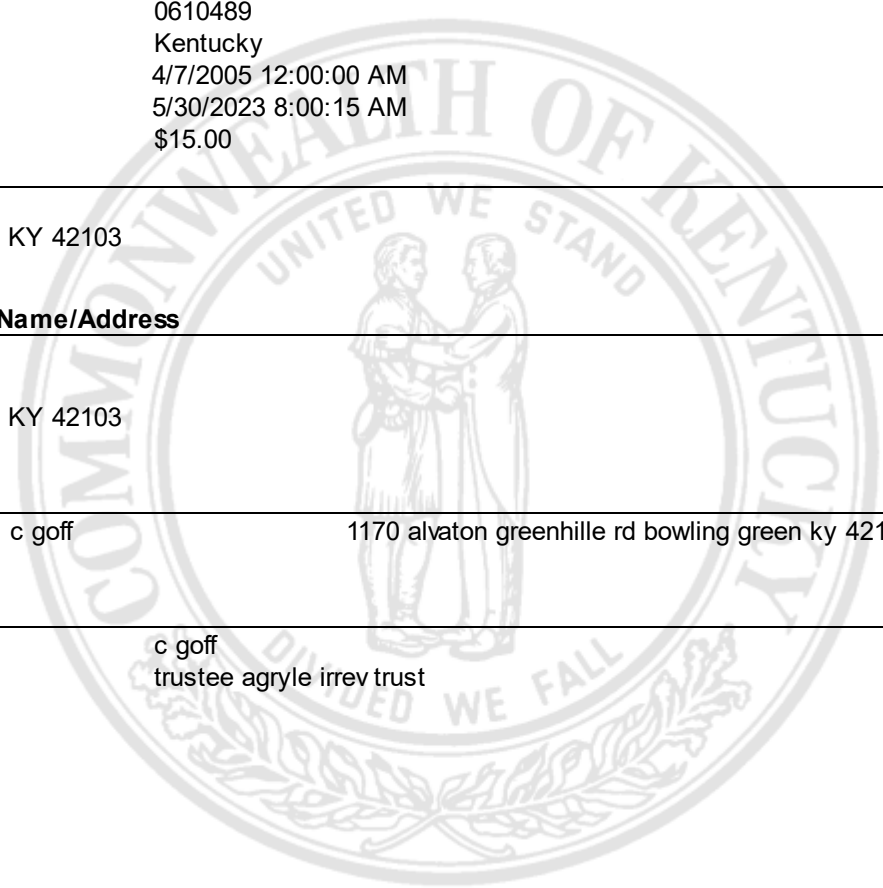 0610489
Kentucky
4/7/2005 12:00:00 AM
5/30/2023 8:00:15 AM
$15.00
KY 42103
Name/Address
KY 42103
c goff 1170 alvaton greenhille rd bowling green ky 421
c goff
trustee agryle irrev trust
COMMONWEALTH OF KENTUCKY
UNITED WE STAND
DIVIDED WE FALL